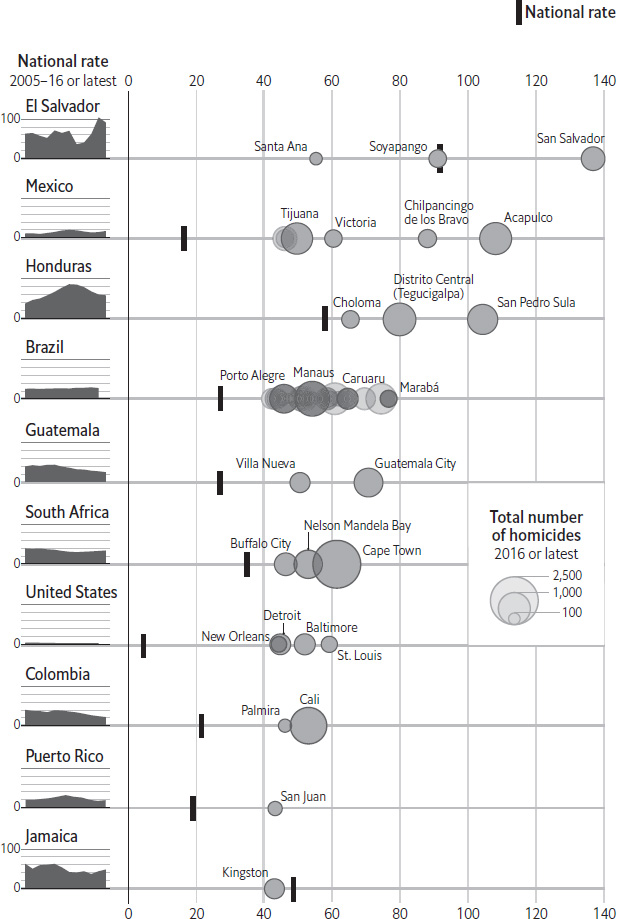 National rate
National rate
2005–16 or latest
0 20 40 60 80 100 120 140
El Salvador
100
0
Santa Ana
Soyapango
San Salvador
Mexico
0
Tijuana
Victoria
Chilpancingo
de los Bravo
Acapulco
Honduras
0
Choloma
Distrito Central
(Tegucigalpa)
San Pedro Sula
Brazil
0
Porto Alegre
Manaus
Caruaru
Marabá
Guatemala
0
Villa Nueva
Guatemala City
South Africa
0
Buffalo City
Nelson Mandela Bay
Cape Town
Total number
of homicides
2016 or latest
2,500
1,000
100
United States
0
New Orleans
Detroit
Baltimore
St. Louis
Colombia
0
Palmira
Cali
Puerto Rico
0
San Juan
Jamaica
100
0
Kingston
0 20 40 60 80 100 120 140